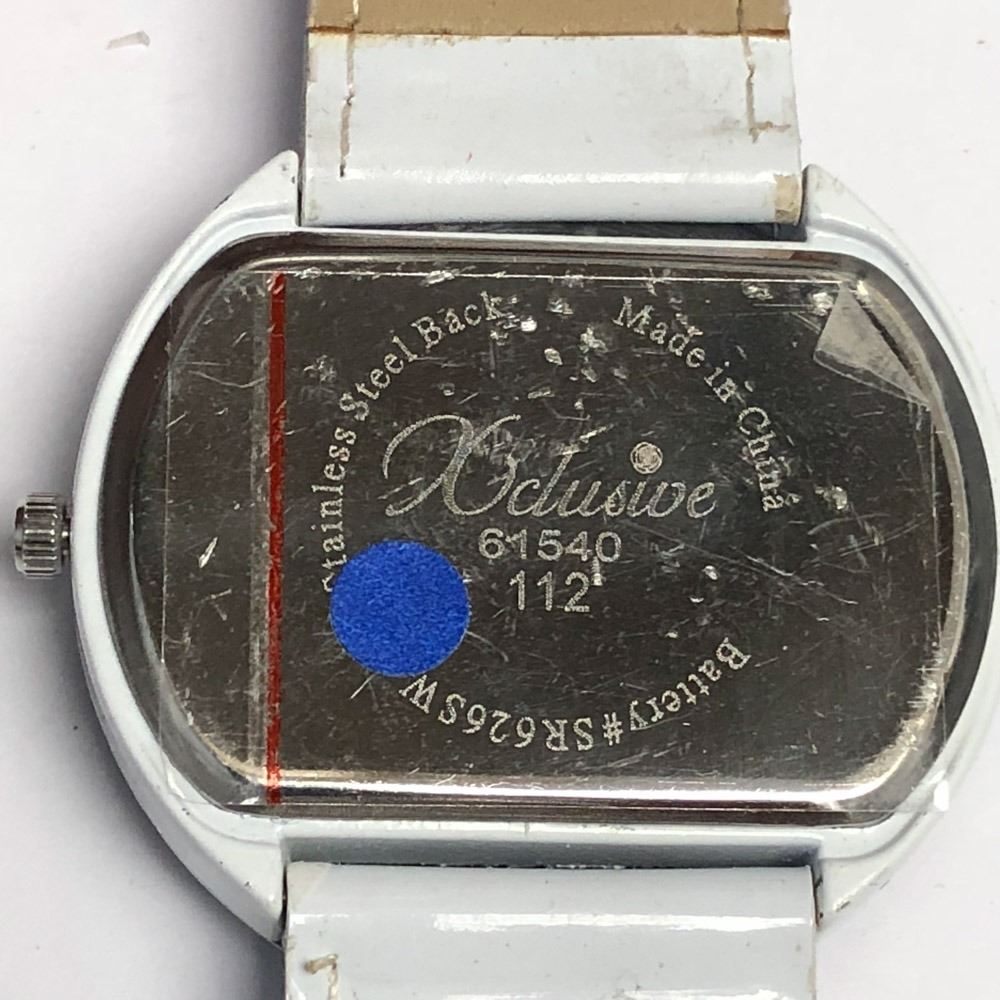 Stainless Steel Back
Made in China
Xclusive
61540
112
Battery#SR626SW